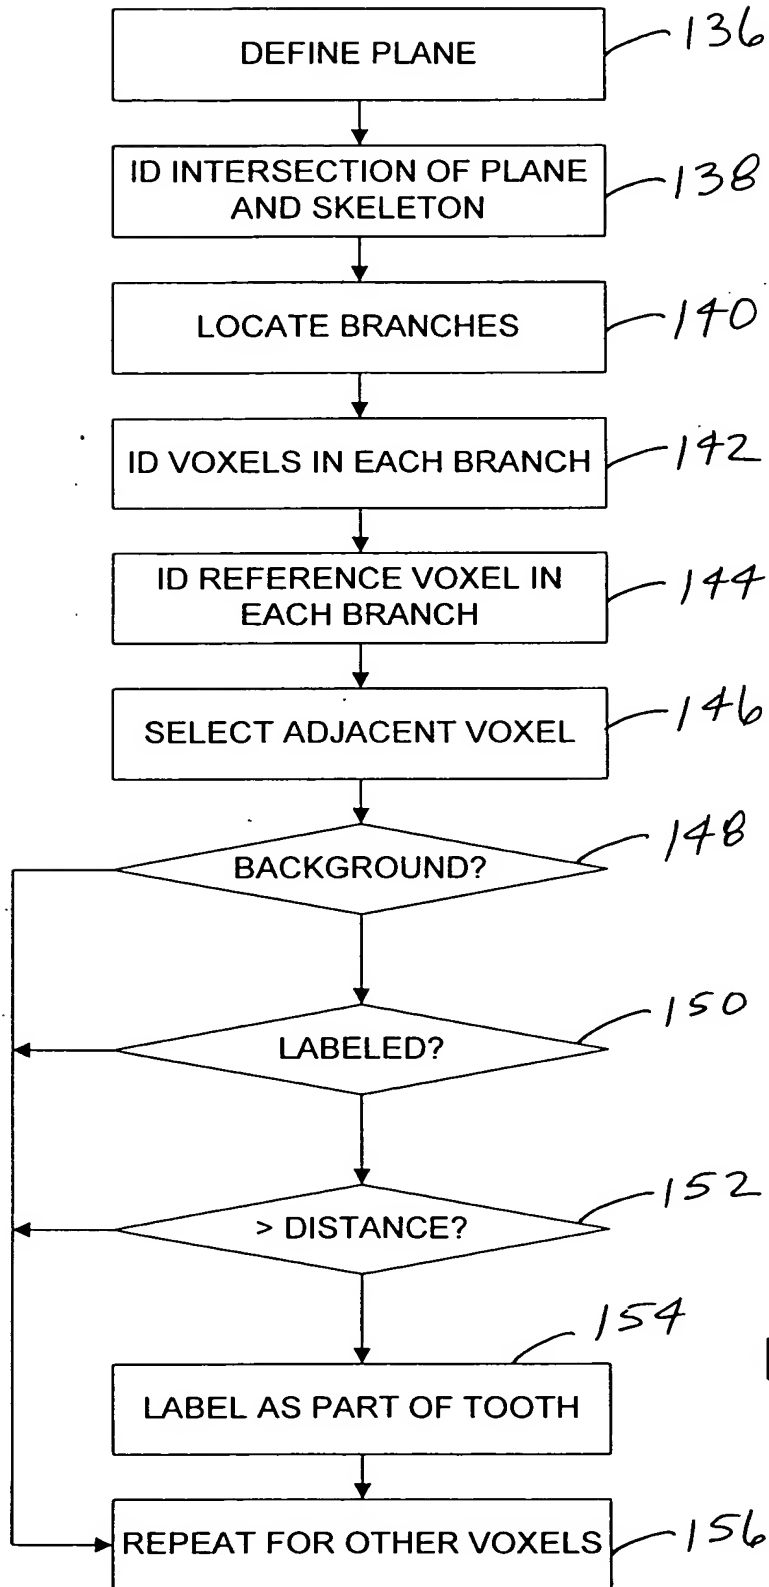 DEFINE PLANE
136
ID INTERSECTION OF PLANE
AND SKELETON
138
LOCATE BRANCHES
140
ID VOXELS IN EACH BRANCH
142
ID REFERENCE VOXEL IN
EACH BRANCH
144
SELECT ADJACENT VOXEL
146
BACKGROUND?
148
LABELED?
150
> DISTANCE?
152
154
LABEL AS PART OF TOOTH
REPEAT FOR OTHER VOXELS
156